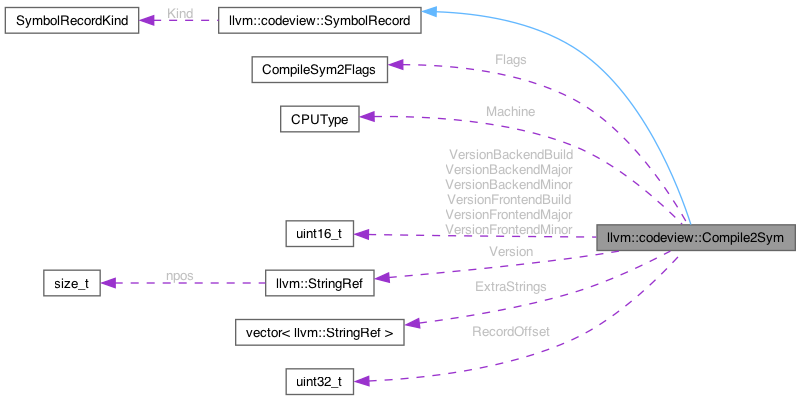 SymbolRecordKind
Kind
llvm::codeview::SymbolRecord
CompileSym2Flags
Flags
CPUType
Machine
VersionBackendBuild
VersionBackendMajor
VersionBackendMinor
VersionFrontendBuild
VersionFrontendMajor
VersionFrontendMinor
uint16_t
llvm::codeview::Compile2Sym
Version
size_t
npos
llvm::StringRef
ExtraStrings
vector< llvm::StringRef >
RecordOffset
uint32_t